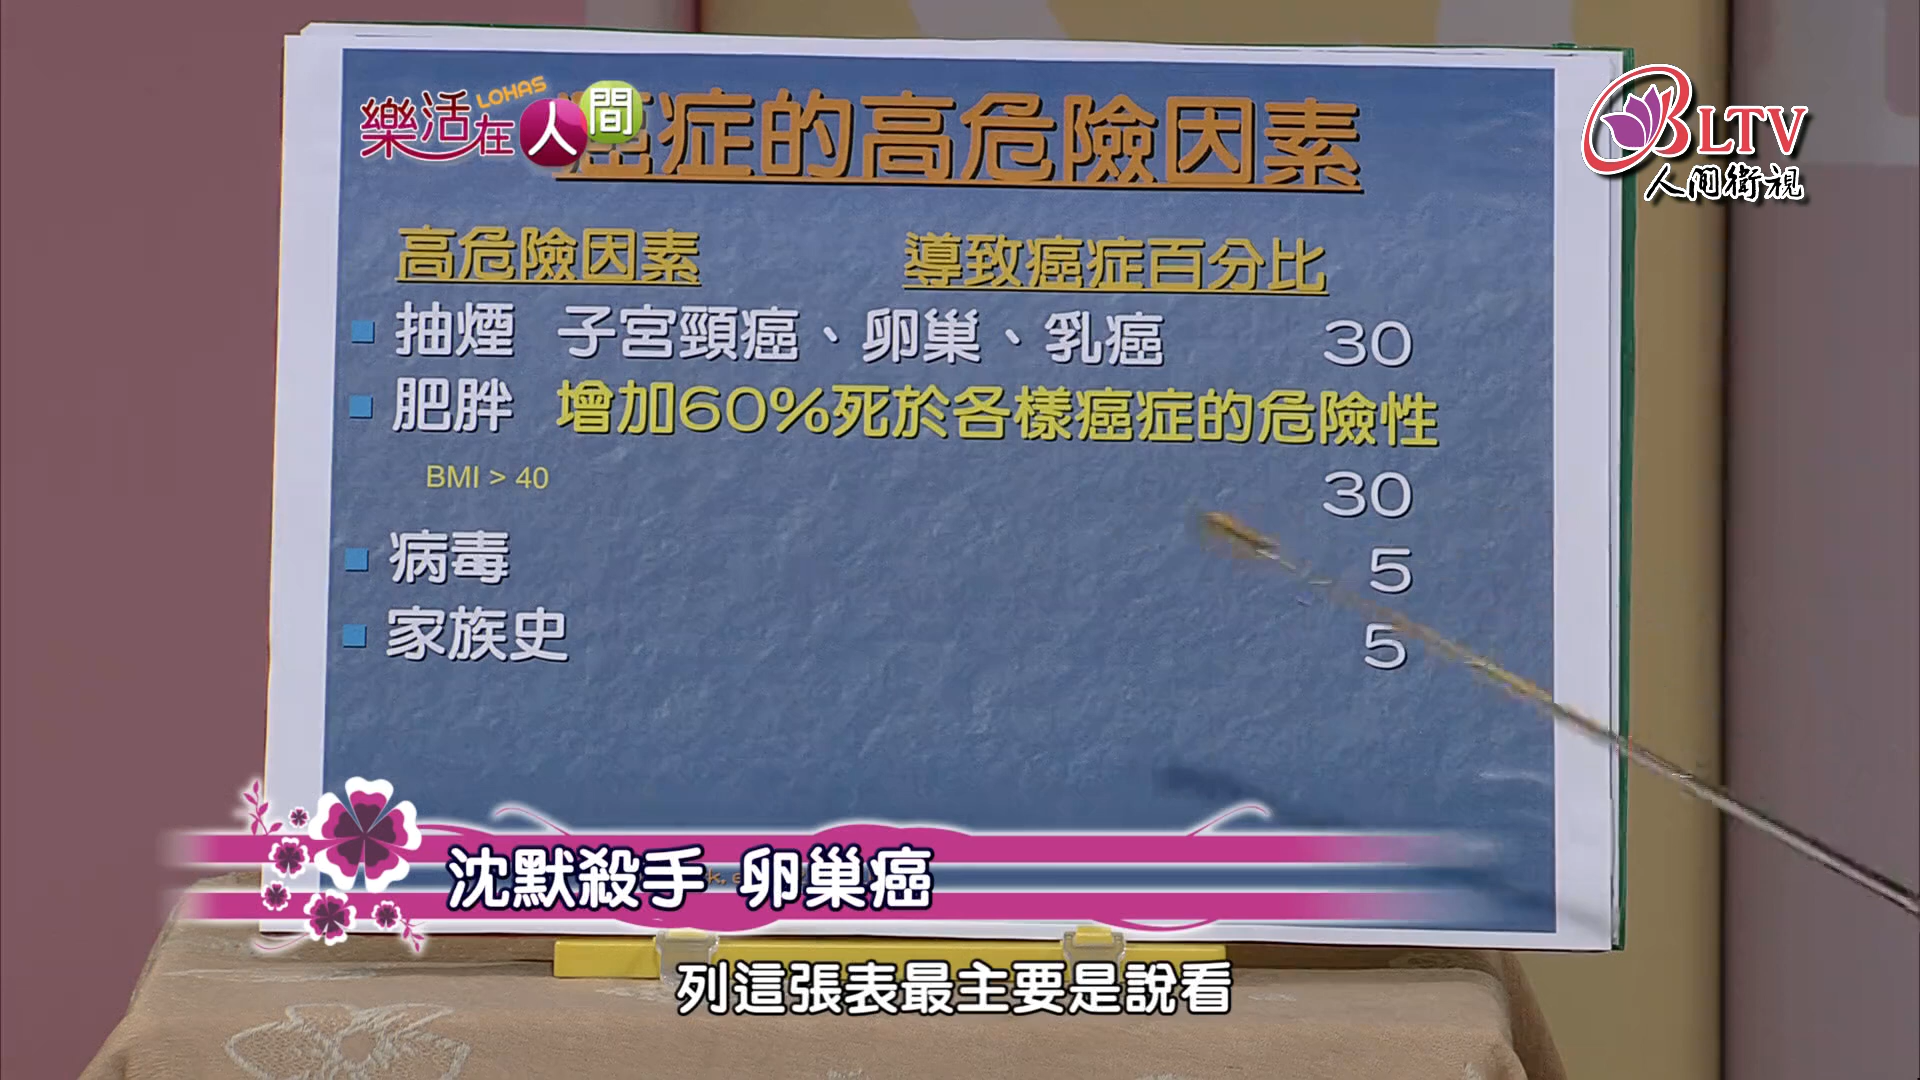 樂活在人間
LOHAS
BLTV
人間衛視
癌症的高危險因素
高危險因素 導致癌症百分比
抽煙 子宮頸癌、卵巢、乳癌 30
肥胖 增加60%死於各樣癌症的危險性
BMI > 40 30
病毒 5
家族史 5
沈默殺手 卵巢癌
列這張表最主要是說看